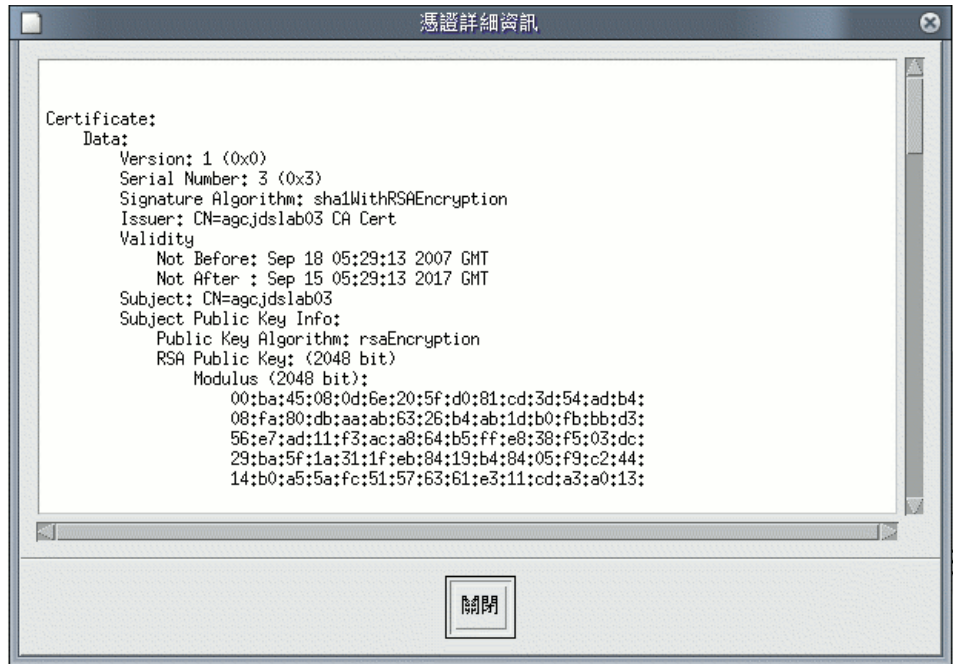 憑證詳細資訊
Certificate:
Data:
Version: 1 (0x0)
Serial Number: 3 (0x3)
Signature Algorithm: sha1WithRSAEncryption
Issuer: CN=agcjdslab03 CA Cert
Validity
Not Before: Sep 18 05:29:13 2007 GMT
Not After : Sep 15 05:29:13 2017 GMT
Subject: CN=agcjdslab03
Subject Public Key Info:
Public Key Algorithm: rsaEncryption
RSA Public Key: (2048 bit)
Modulus (2048 bit):
00:ba:45:08:0d:6e:20:5f:d0:81:cd:3d:54:ad:b4:
08:fa:80:db:aa:ab:63:26:b4:ab:1d:b0:fb:bb:d3:
56:e7:ad:11:f3:ac:a8:64:b5:ff:e8:38:f5:03:dc:
29:ba:5f:1a:31:1f:eb:84:19:b4:84:05:f9:c2:44:
14:b0:a5:5a:fc:51:57:63:61:e3:11:cd:a3:a0:13:
關閉